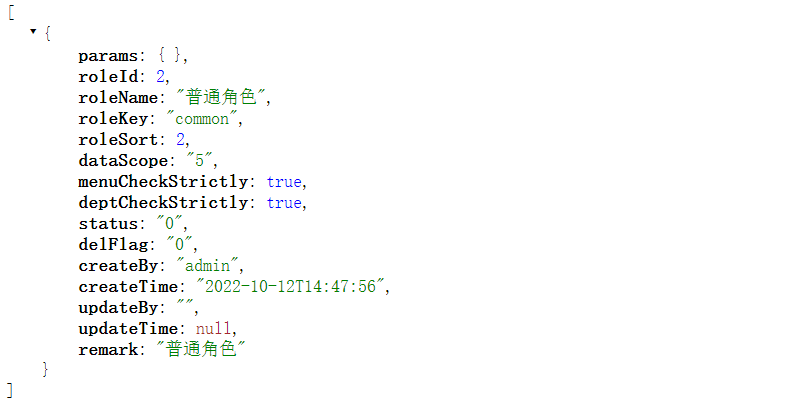 [
{
params: { },
roleId: 2,
roleName: "普通角色",
roleKey: "common",
roleSort: 2,
dataScope: "5",
menuCheckStrictly: true,
deptCheckStrictly: true,
status: "0",
delFlag: "0",
createBy: "admin",
createTime: "2022-10-12T14:47:56",
updateBy: "",
updateTime: null,
remark: "普通角色"
}
]